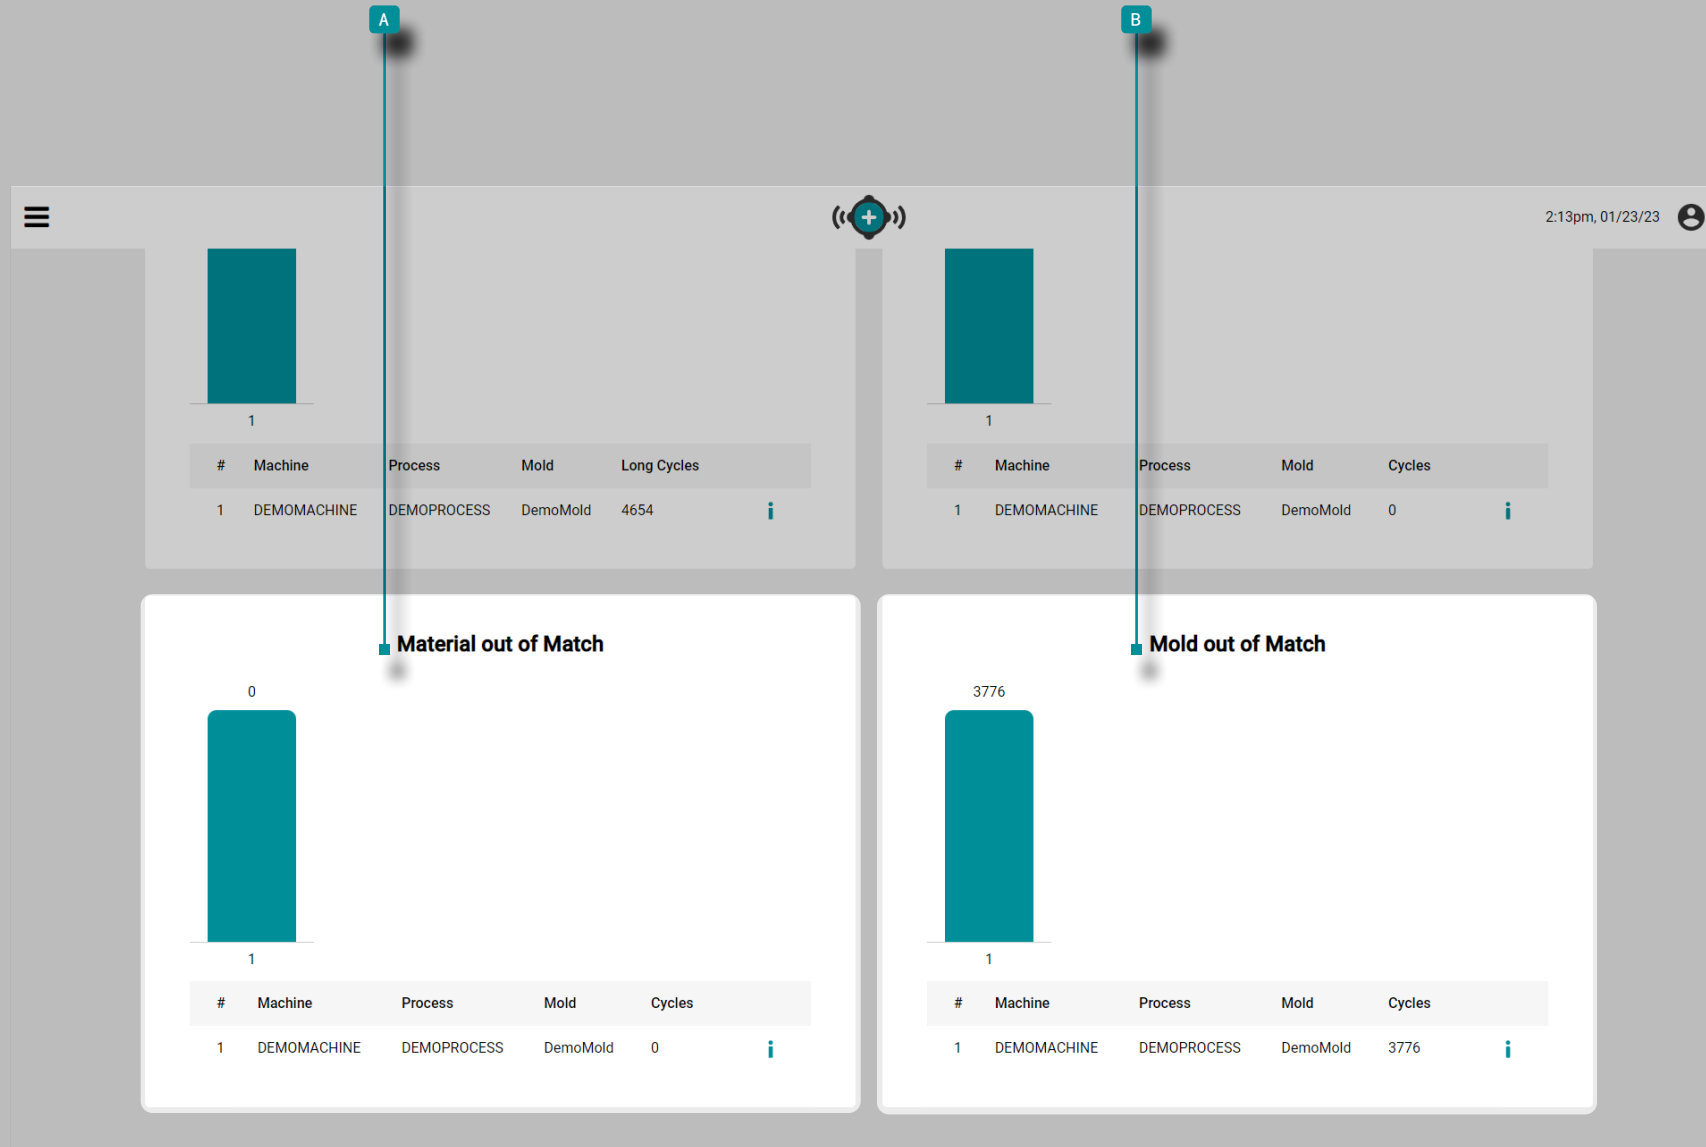 A
B
2:13pm, 01/23/23
1
# Machine Process Mold Long Cycles
1 DEMOMACHINE DEMOPROCESS DemoMold 4654
1
# Machine Process Mold Cycles
1 DEMOMACHINE DEMOPROCESS DemoMold 0
Material out of Match
0
1
# Machine Process Mold Cycles
1 DEMOMACHINE DEMOPROCESS DemoMold 0
Mold out of Match
3776
1
# Machine Process Mold Cycles
1 DEMOMACHINE DEMOPROCESS DemoMold 3776